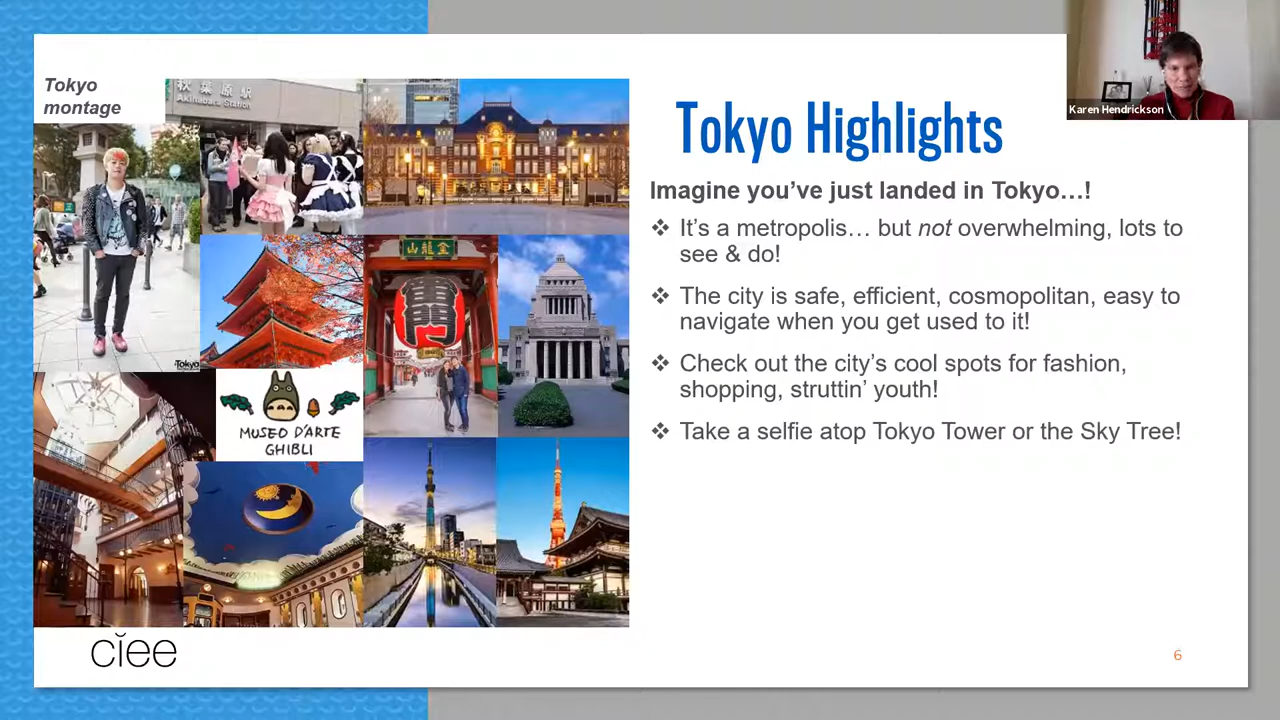 Tokyo
montage
秋葉原駅
Akihabara Station
Tokyo
金龍山
MUSEO D'ARTE
GHIBLI
ciee
Karen Hendrickson
Tokyo Highlights
Imagine you've just landed in Tokyo…!
❖ It's a metropolis… but not overwhelming, lots to
see & do!
❖ The city is safe, efficient, cosmopolitan, easy to
navigate when you get used to it!
❖ Check out the city's cool spots for fashion,
shopping, struttin' youth!
❖ Take a selfie atop Tokyo Tower or the Sky Tree!
6